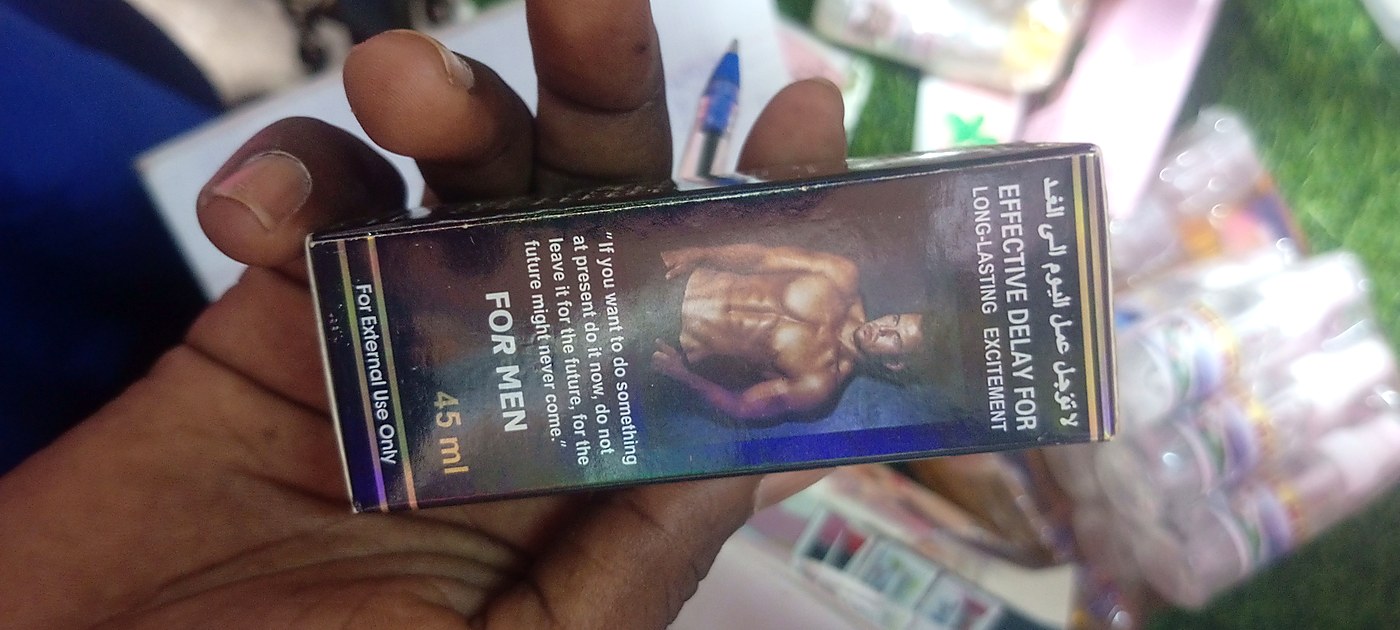 لا تؤجل عمل اليوم الى الغد
EFFECTIVE DELAY FOR
LONG-LASTING EXCITEMENT
"If you want to do something
at present do it now, do not
leave it for the future, for the
future might never come."
FOR MEN
45 ml
For External Use Only